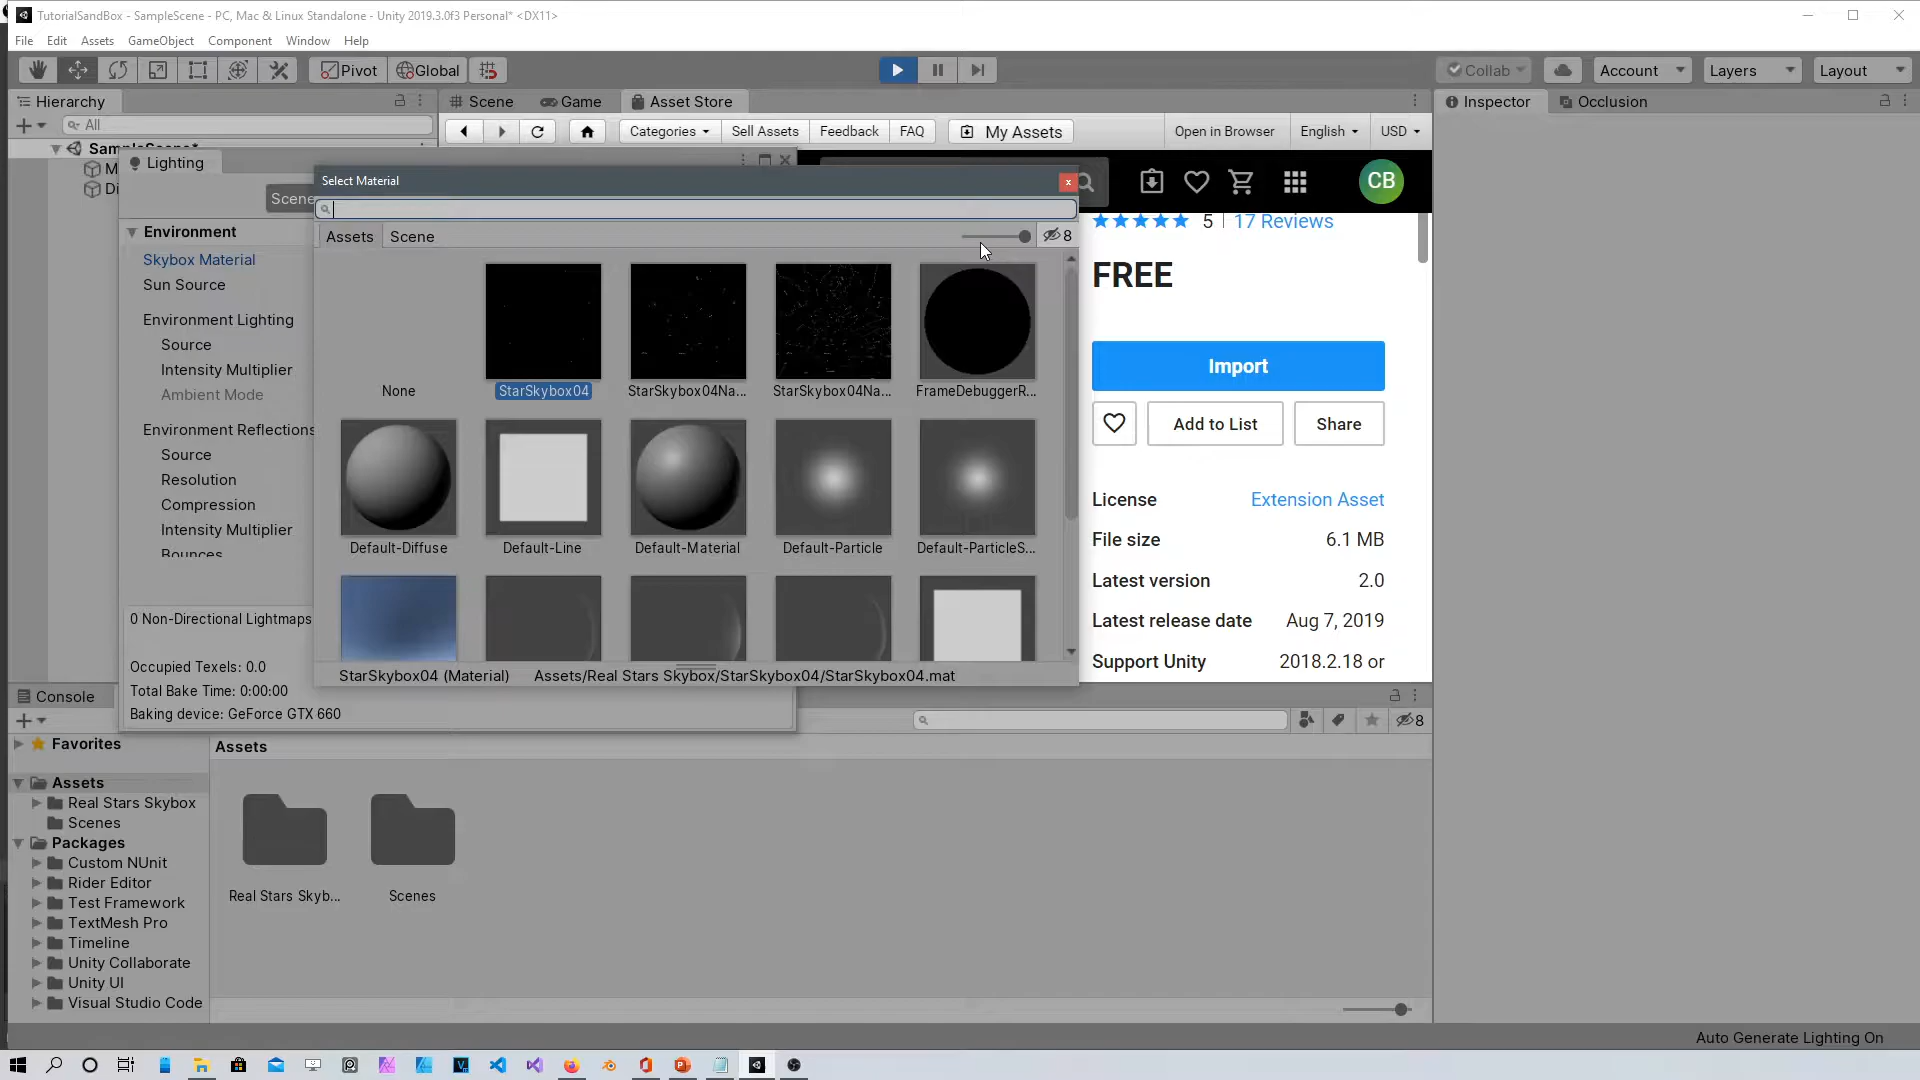 TutorialSandBox - SampleScene - PC, Mac & Linux Standalone - Unity 2019.3.0f3 Personal* <DX11>
File Edit Assets GameObject Component Window Help
Pivot Global Collab Account Layers Layout
Hierarchy
All
SampleScene*
M
Di
Scene Game Asset Store
Categories Sell Assets Feedback FAQ My Assets Open in Browser English USD
Inspector Occlusion
Lighting
Scene
Environment
Skybox Material
Sun Source
Environment Lighting
Source
Intensity Multiplier
Ambient Mode
Environment Reflections
Source
Resolution
Compression
Intensity Multiplier
Bounces
0 Non-Directional Lightmaps
Occupied Texels: 0.0
Total Bake Time: 0:00:00
Baking device: GeForce GTX 660
Select Material
Assets Scene 8
None StarSkybox04 StarSkybox04Na... StarSkybox04Na... FrameDebuggerR...
Default-Diffuse Default-Line Default-Material Default-Particle Default-ParticleS...
StarSkybox04 (Material) Assets/Real Stars Skybox/StarSkybox04/StarSkybox04.mat
CB
5 | 17 Reviews
FREE
Import
Add to List Share
License Extension Asset
File size 6.1 MB
Latest version 2.0
Latest release date Aug 7, 2019
Support Unity 2018.2.18 or
Console
8
Favorites
Assets
Real Stars Skybox
Scenes
Packages
Custom NUnit
Rider Editor
Test Framework
TextMesh Pro
Timeline
Unity Collaborate
Unity UI
Visual Studio Code
Assets
Real Stars Skyb... Scenes
Auto Generate Lighting On